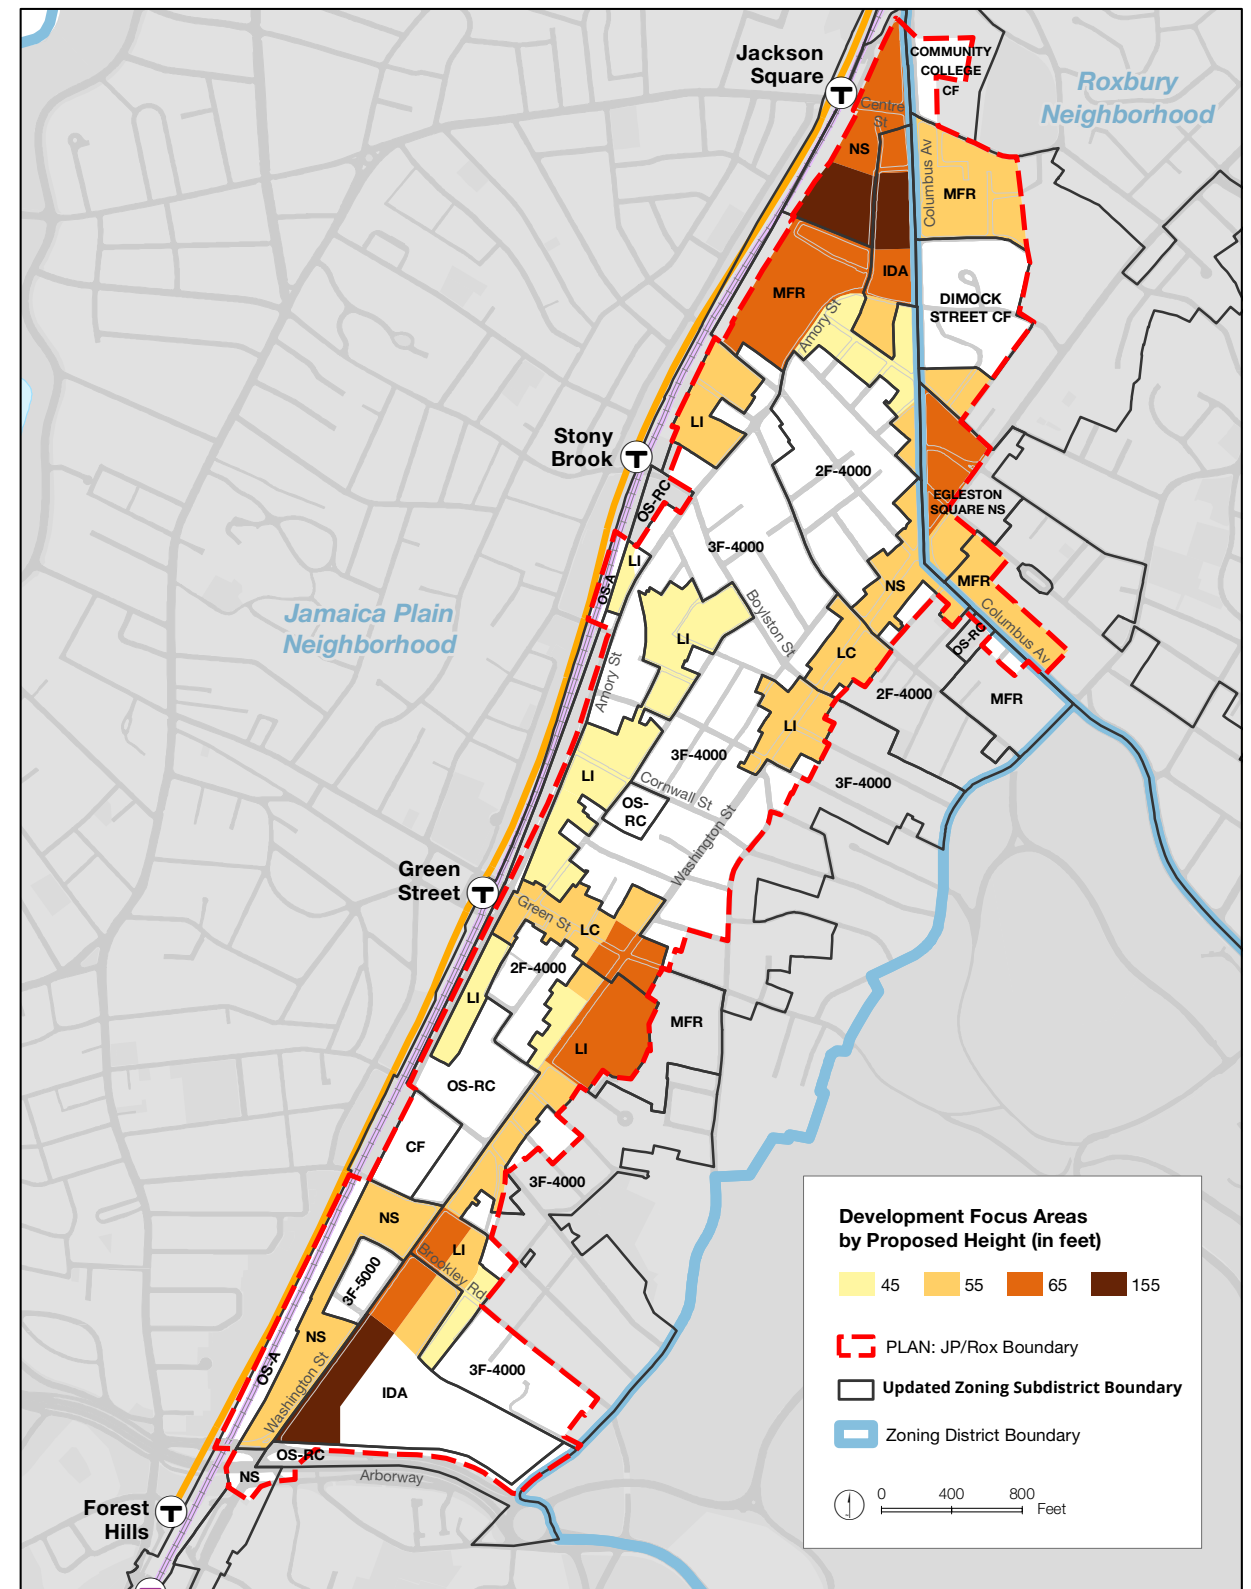 Jackson
Square
T
COMMUNITY
COLLEGE
CF
Roxbury
Neighborhood
Centre
St
NS
Columbus Av
MFR
IDA
MFR
DIMOCK
STREET CF
Amory St
LI
Stony
Brook
T
2F-4000
OS-RC
EGLESTON
SQUARE NS
3F-4000
LI
OS-A
NS
MFR
Columbus Av
Boylston St
Jamaica Plain
Neighborhood
LI
OS-RC
LC
Amory St
2F-4000
MFR
LI
3F-4000
LI
3F-4000
Cornwall St
OS-
RC
Washington St
Green
Street
T
Green St
LC
2F-4000
LI
MFR
LI
OS-RC
CF
3F-4000
NS
LI
Brookley Rd
3F-5000
NS
OS-A
Washington St
3F-4000
IDA
OS-RC
NS
Arborway
Forest
Hills
T
Development Focus Areas
by Proposed Height (in feet)
45 55 65 155
PLAN: JP/Rox Boundary
Updated Zoning Subdistrict Boundary
Zoning District Boundary
0 400 800
Feet